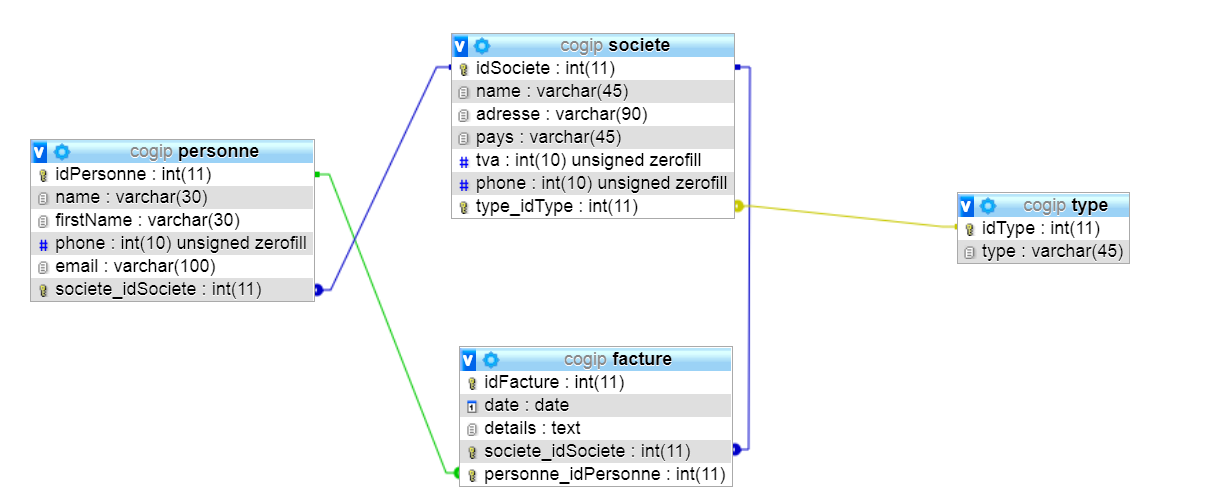 cogip societe
idSociete : int(11)
name : varchar(45)
adresse : varchar(90)
pays : varchar(45)
tva : int(10) unsigned zerofill
phone : int(10) unsigned zerofill
type_idType : int(11)
cogip personne
idPersonne : int(11)
name : varchar(30)
firstName : varchar(30)
phone : int(10) unsigned zerofill
email : varchar(100)
societe_idSociete : int(11)
cogip type
idType : int(11)
type : varchar(45)
cogip facture
idFacture : int(11)
date : date
details : text
societe_idSociete : int(11)
personne_idPersonne : int(11)